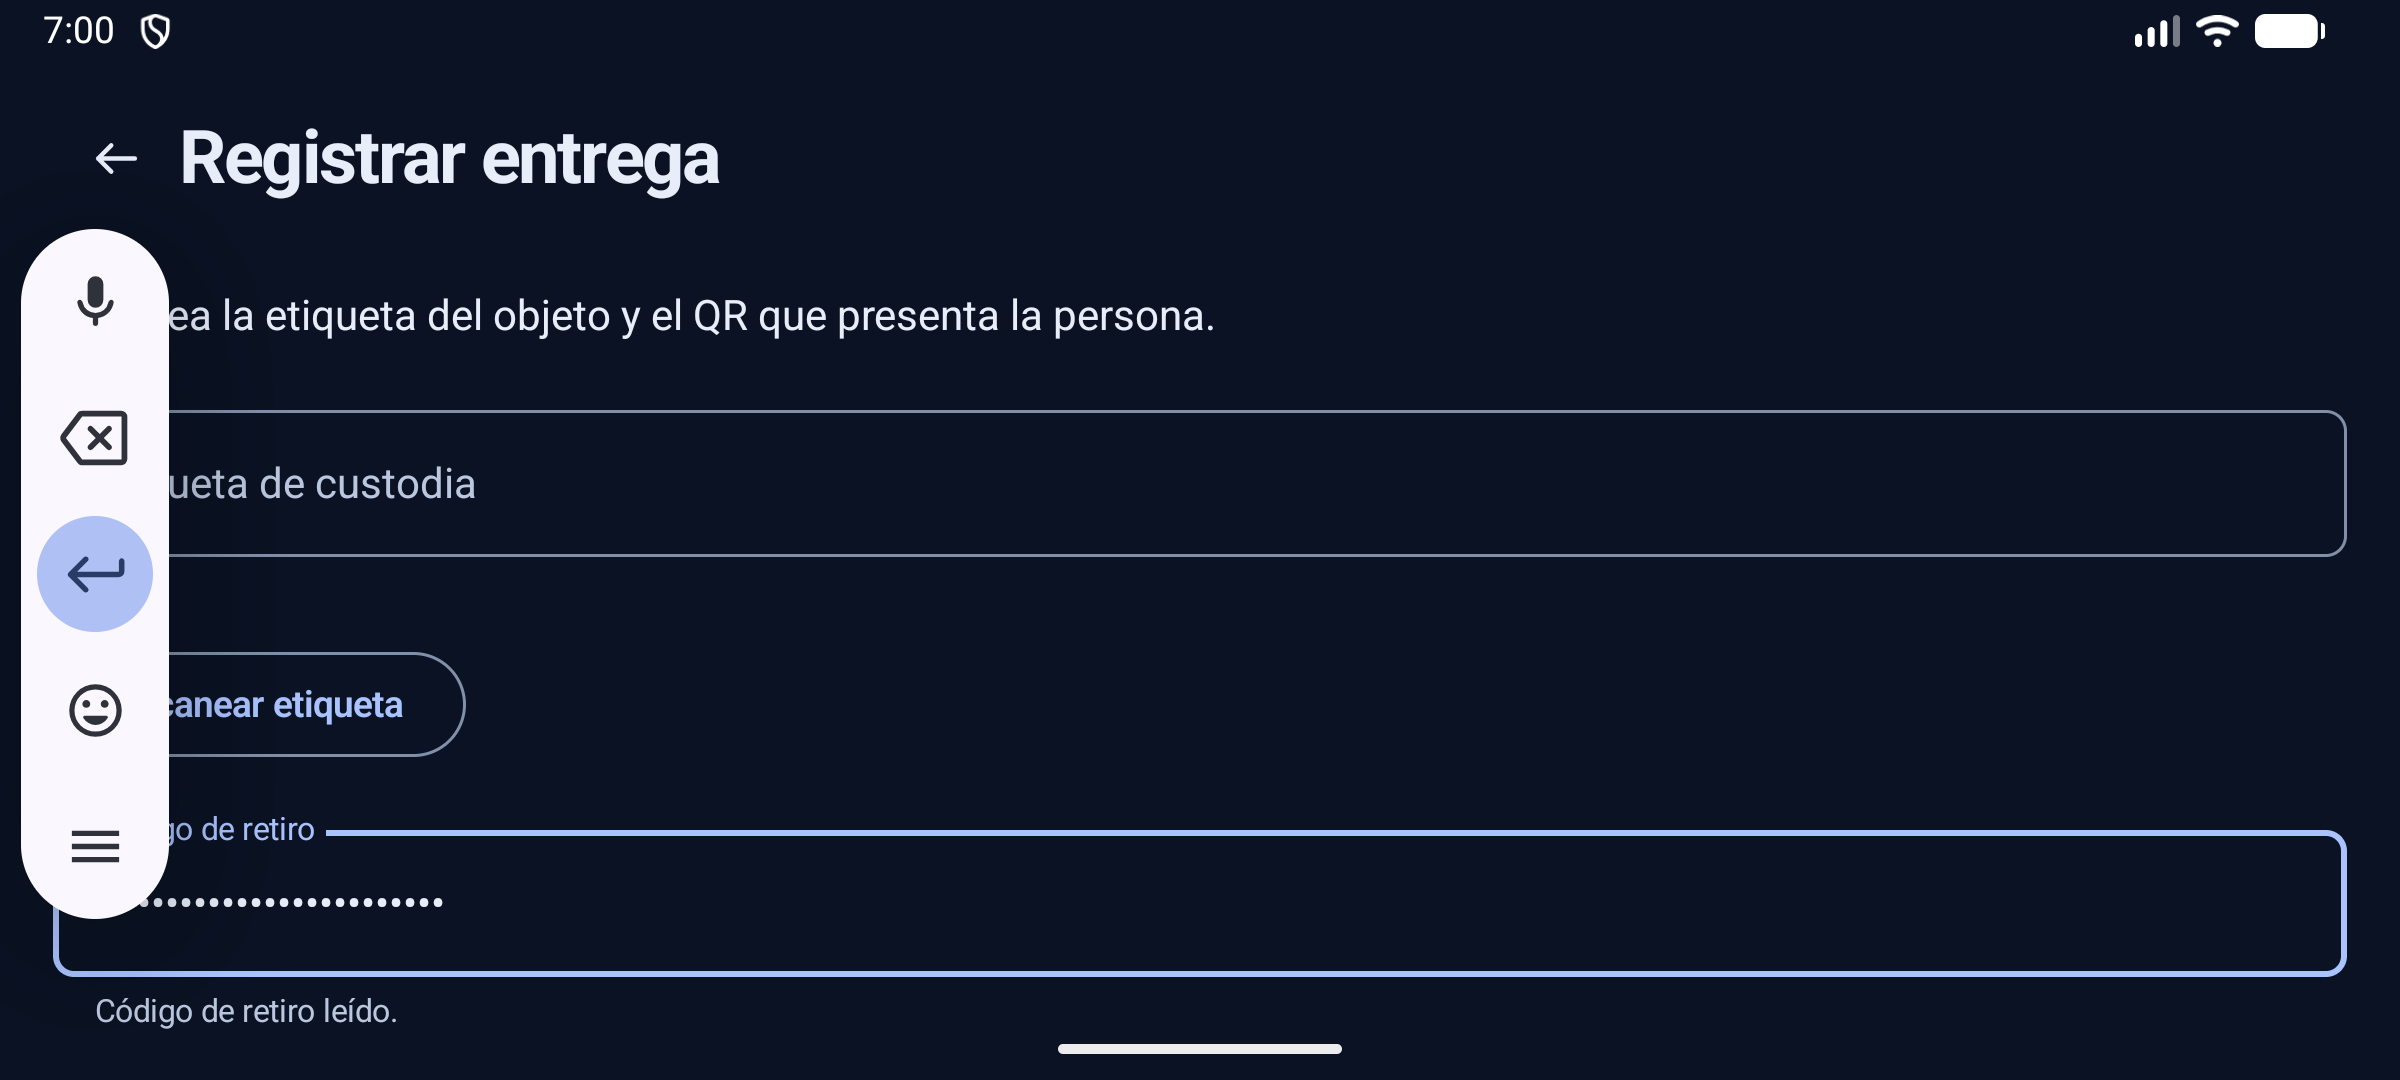 7:00
Registrar entrega
ea la etiqueta del objeto y el QR que presenta la persona.
ueta de custodia
canear etiqueta
go de retiro
Código de retiro leído.